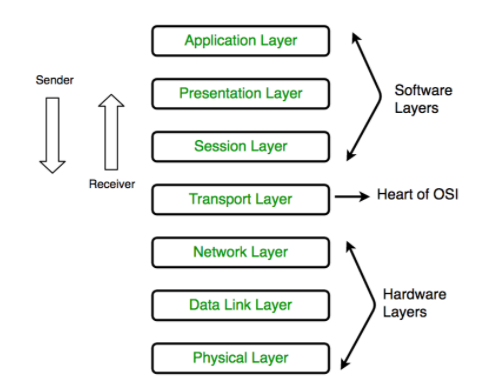 Application Layer
Sender
Presentation Layer
Software
Layers
Session Layer
Receiver
Transport Layer
Heart of OSI
Network Layer
Data Link Layer
Hardware
Layers
Physical Layer